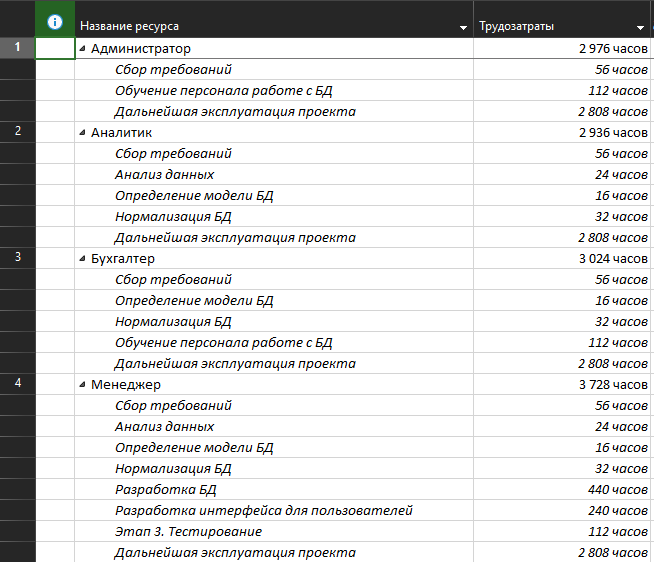 Название ресурса Трудозатраты
1 Администратор 2 976 часов
Сбор требований 56 часов
Обучение персонала работе с БД 112 часов
Дальнейшая эксплуатация проекта 2 808 часов
2 Аналитик 2 936 часов
Сбор требований 56 часов
Анализ данных 24 часов
Определение модели БД 16 часов
Нормализация БД 32 часов
Дальнейшая эксплуатация проекта 2 808 часов
3 Бухгалтер 3 024 часов
Сбор требований 56 часов
Определение модели БД 16 часов
Нормализация БД 32 часов
Обучение персонала работе с БД 112 часов
Дальнейшая эксплуатация проекта 2 808 часов
4 Менеджер 3 728 часов
Сбор требований 56 часов
Анализ данных 24 часов
Определение модели БД 16 часов
Нормализация БД 32 часов
Разработка БД 440 часов
Разработка интерфейса для пользователей 240 часов
Этап 3. Тестирование 112 часов
Дальнейшая эксплуатация проекта 2 808 часов